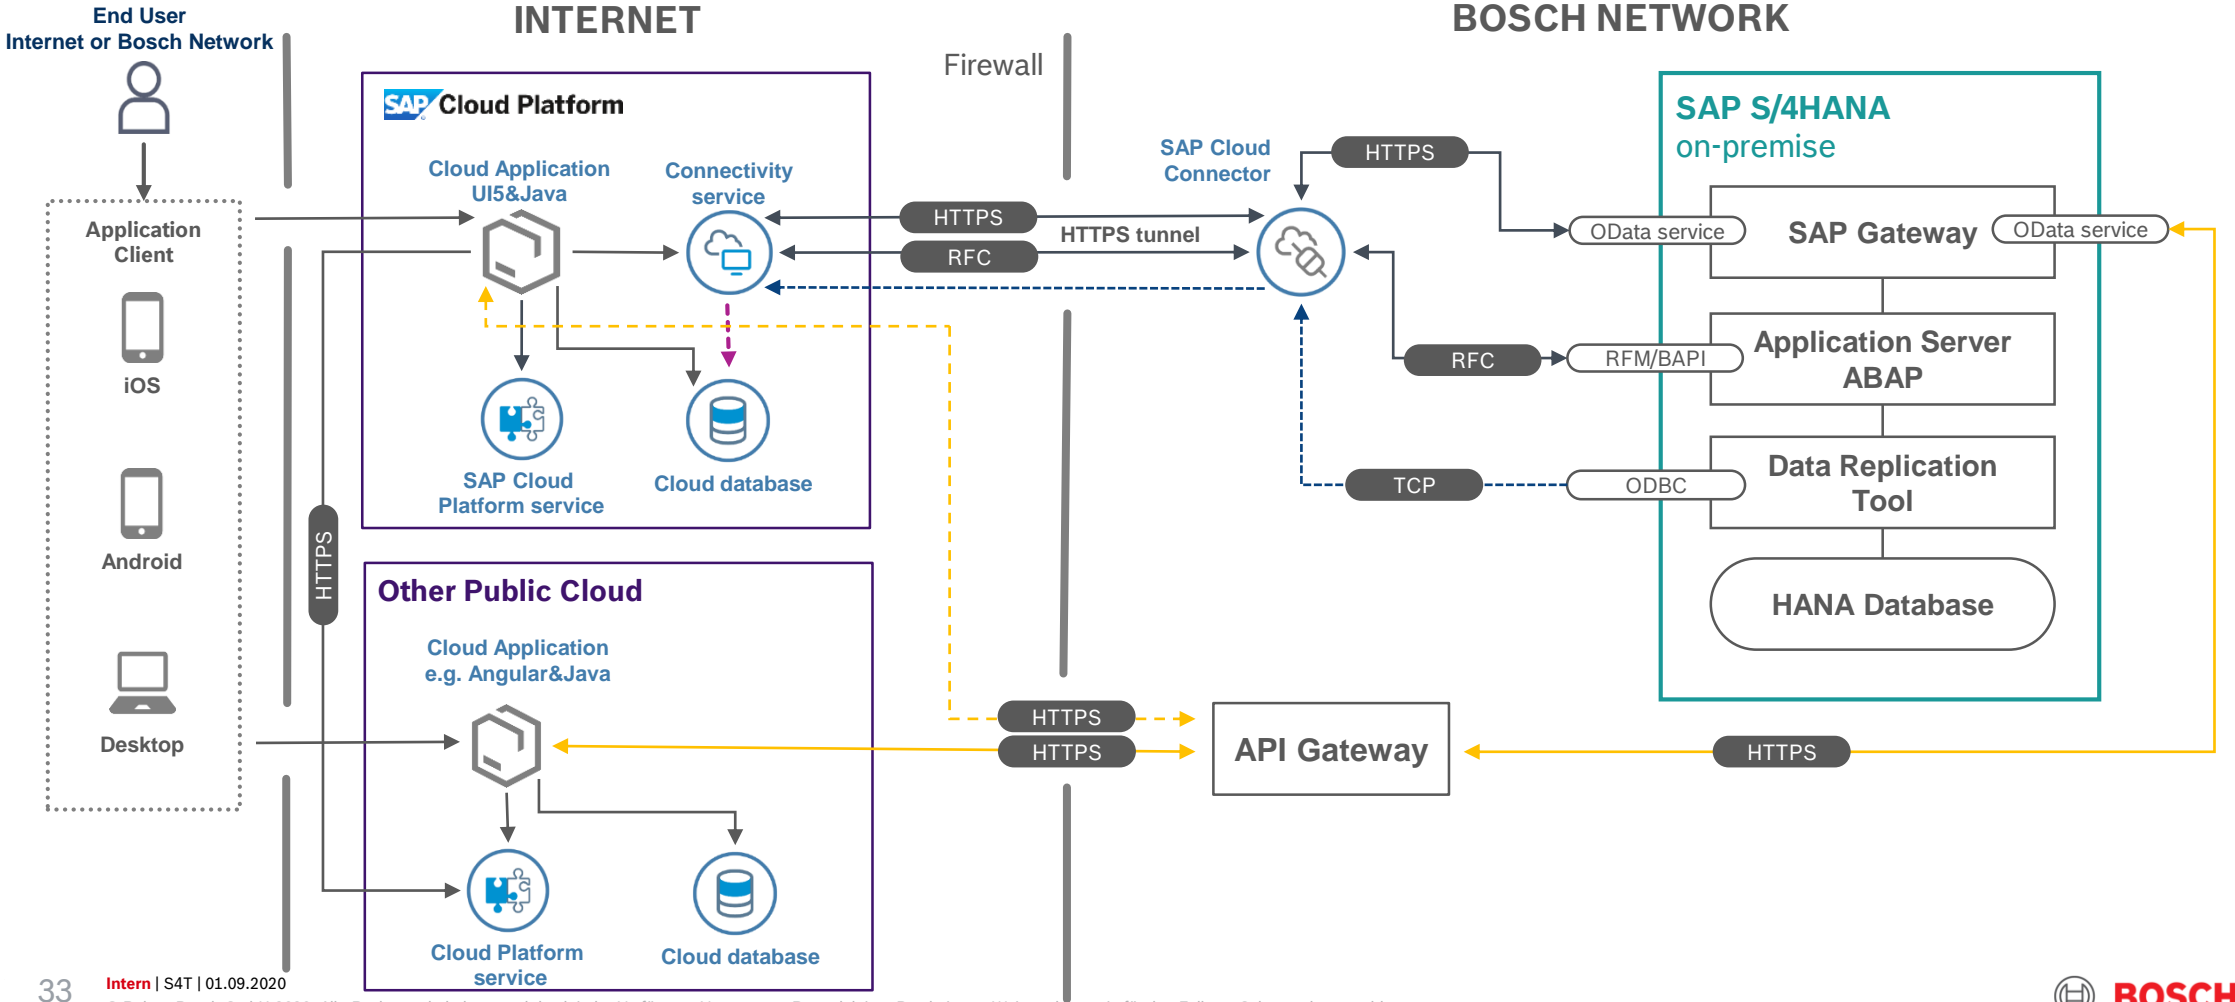 End User
Internet or Bosch Network
INTERNET
BOSCH NETWORK
Firewall
SAP Cloud Platform
SAP S/4HANA
on-premise
Application
Client
iOS
Android
Desktop
Cloud Application
UI5&Java
Connectivity
service
SAP Cloud
Connector
HTTPS
HTTPS
HTTPS tunnel
RFC
OData service
SAP Gateway
OData service
RFC
RFM/BAPI
Application Server
ABAP
SAP Cloud
Platform service
Cloud database
TCP
ODBC
Data Replication
Tool
HANA Database
HTTPS
Other Public Cloud
Cloud Application
e.g. Angular&Java
HTTPS
HTTPS
API Gateway
HTTPS
Cloud Platform
service
Cloud database
33
Intern | S4T | 01.09.2020
BOSCH